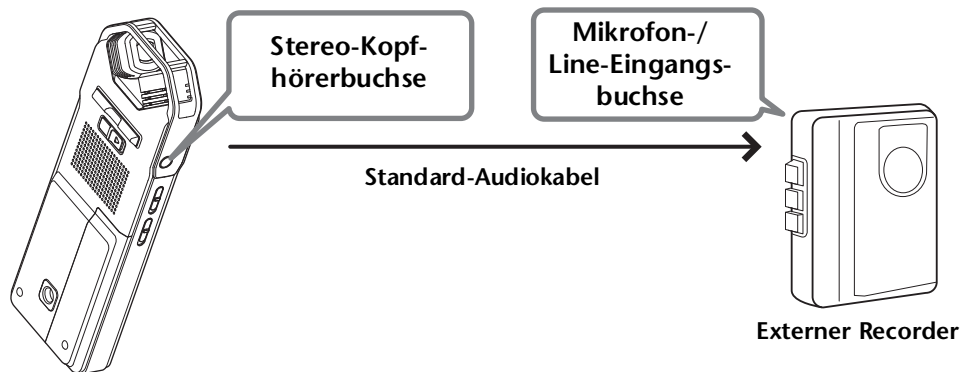 Stereo-Kopf-
hörerbuchse
Mikrofon-/
Line-Eingangs-
buchse
Standard-Audiokabel
Externer Recorder